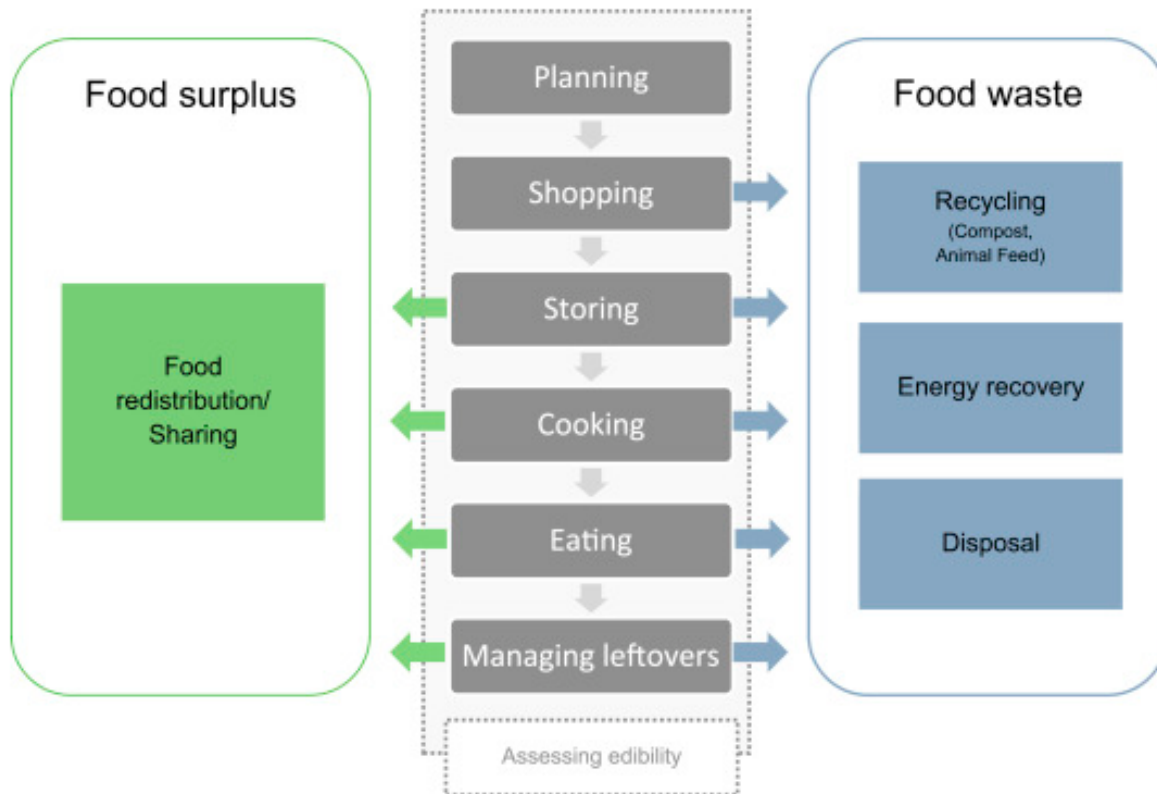 Food surplus
Food
redistribution/
Sharing
Planning
Shopping
Storing
Cooking
Eating
Managing leftovers
Assessing edibility
Food waste
Recycling
(Compost,
Animal Feed)
Energy recovery
Disposal